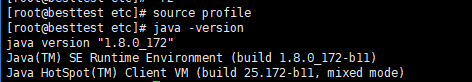 [root@besttest etc]# source profile
[root@besttest etc]# java -version
java version "1.8.0_172"
Java(TM) SE Runtime Environment (build 1.8.0_172-b11)
Java HotSpot(TM) Client VM (build 25.172-b11, mixed mode)